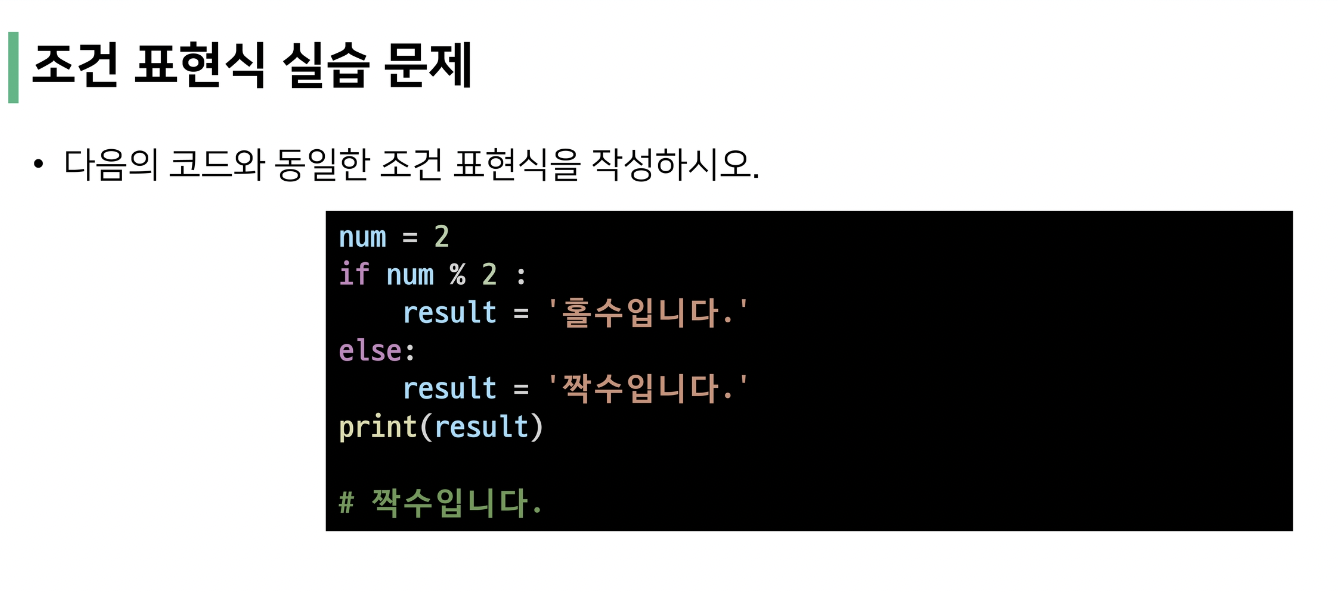 조건 표현식 실습 문제
• 다음의 코드와 동일한 조건 표현식을 작성하시오.
num = 2
if num % 2 :
    result = '홀수입니다.'
else:
    result = '짝수입니다.'
print(result)
# 짝수입니다.